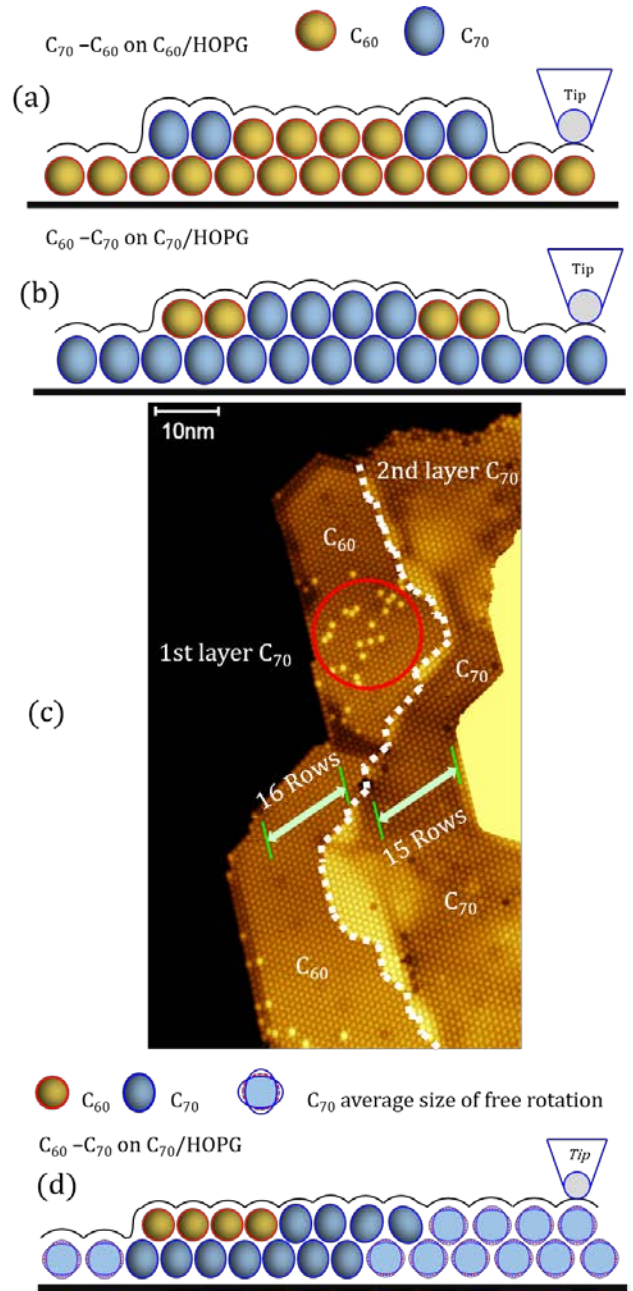 C₇₀ –C₆₀ on C₆₀/HOPG
C₆₀
C₇₀
(a)
Tip
C₆₀ –C₇₀ on C₇₀/HOPG
(b)
Tip
10nm
2nd layer C₇₀
C₆₀
1st layer C₇₀
C₇₀
(c)
16 Rows
15 Rows
C₇₀
C₆₀
C₆₀
C₇₀
C₇₀ average size of free rotation
C₆₀ –C₇₀ on C₇₀/HOPG
(d)
Tip